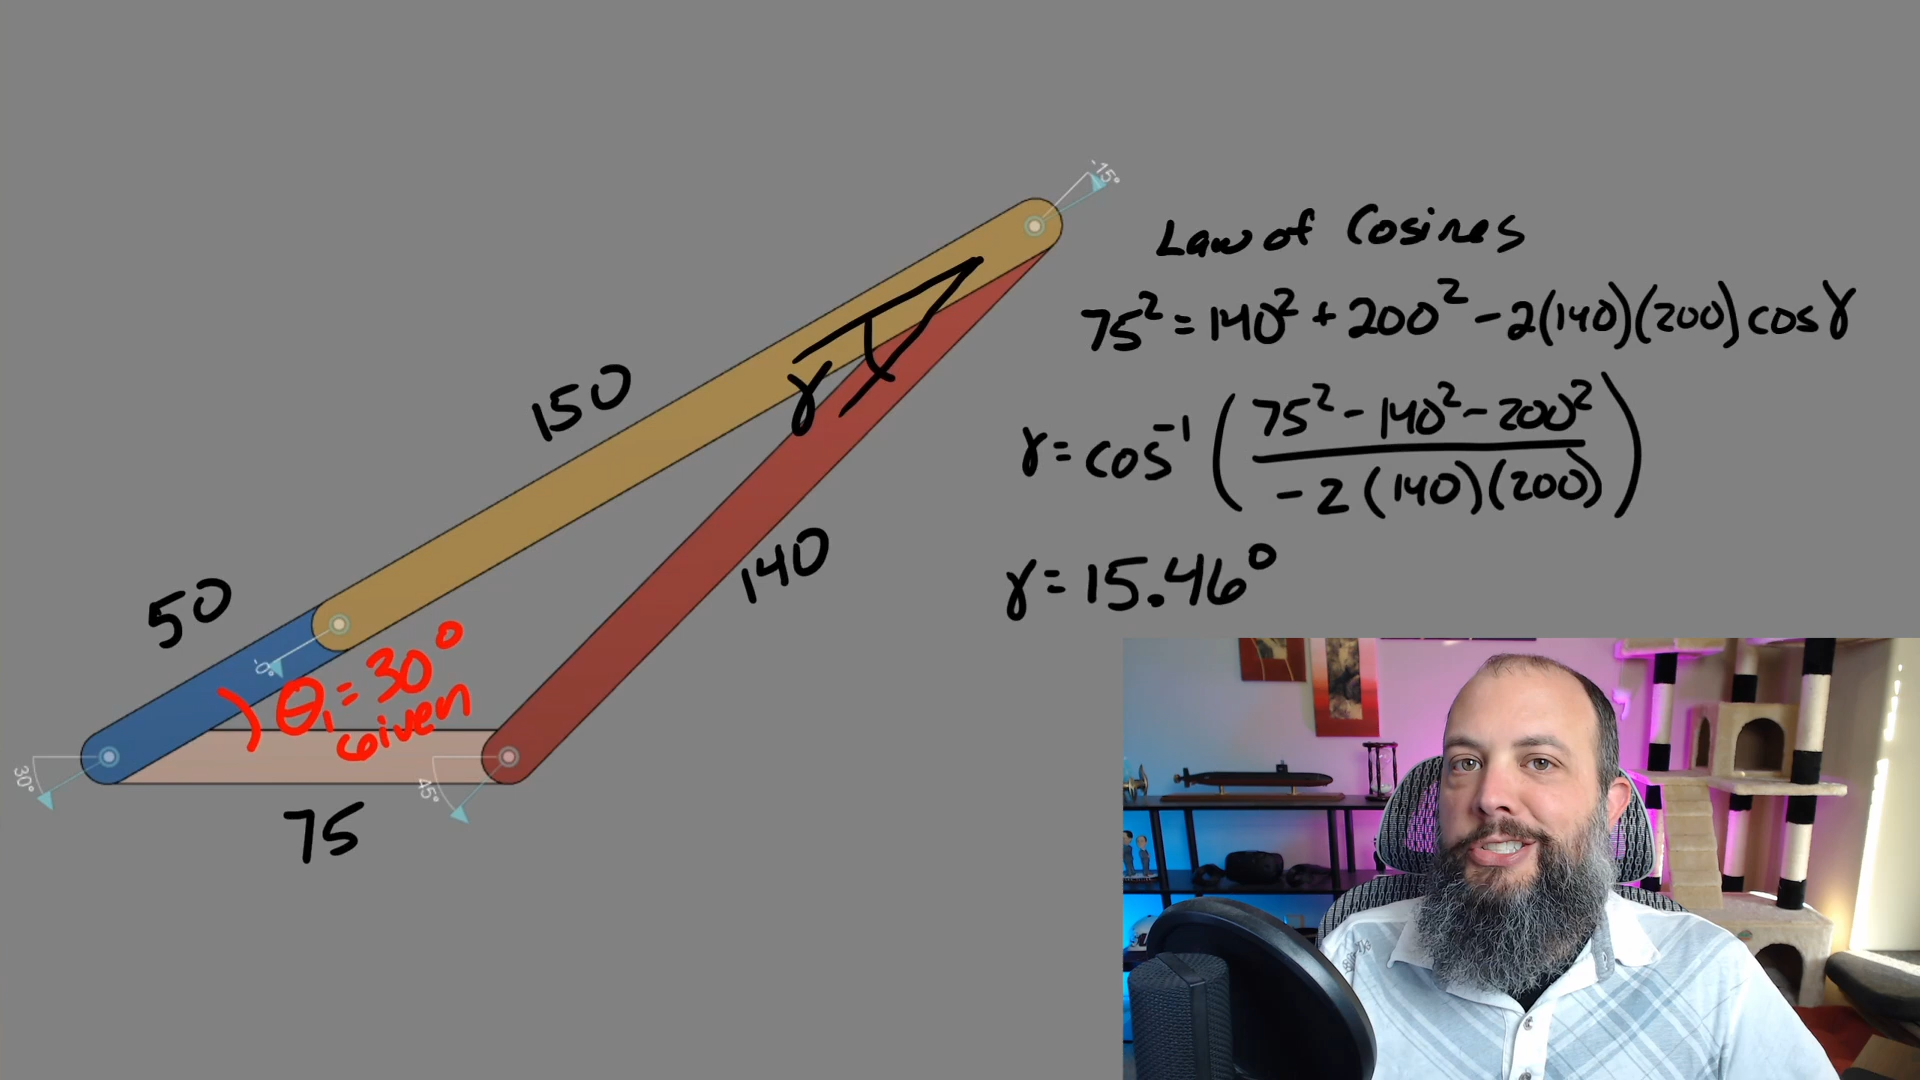 -15°
Law of Cosines
75² = 140² + 200² - 2(140)(200) cos γ
γ = cos⁻¹ ( (75² - 140² - 200²) / (-2(140)(200)) )
γ = 15.46°
150
γ
140
50
0°
θ₁ = 30°
Given
30°
45°
75